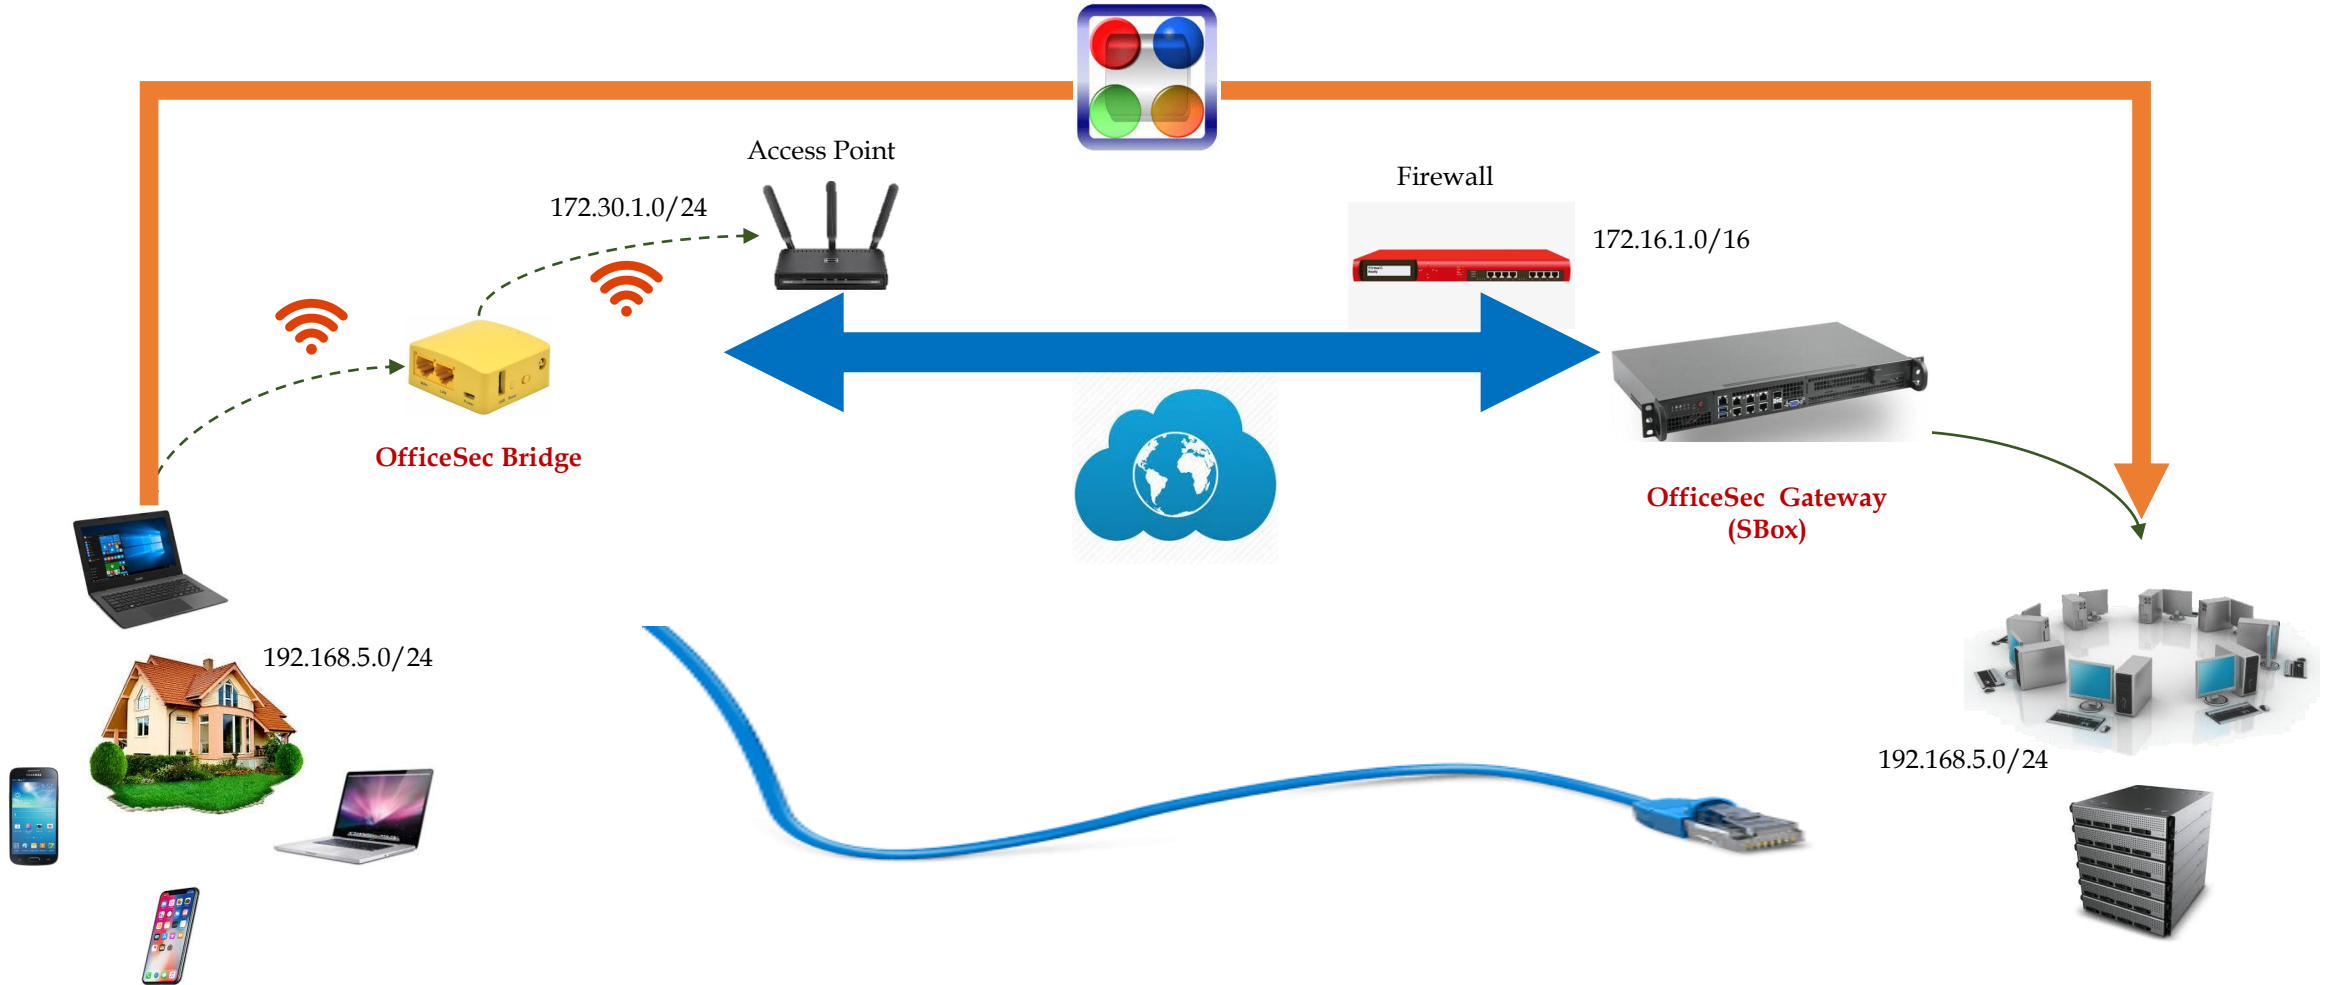 Access Point
Firewall
172.30.1.0/24
172.16.1.0/16
OfficeSec Bridge
OfficeSec Gateway
(SBox)
192.168.5.0/24
192.168.5.0/24